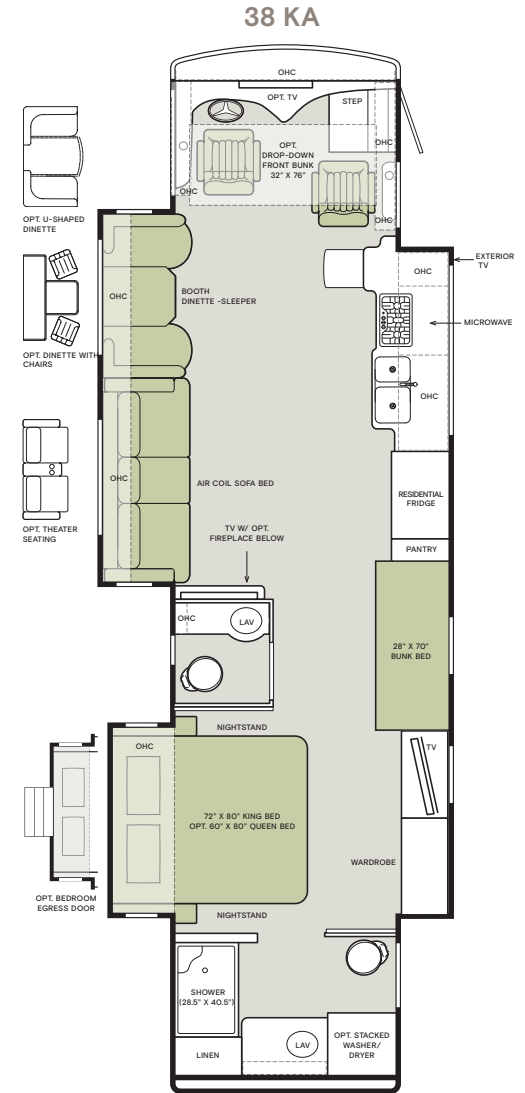 38 KA
OHC
OPT. TV
STEP
OPT.
DROP-DOWN
FRONT BUNK
32" X 76"
OHC
OHC
OHC
OPT. U-SHAPED
DINETTE
EXTERIOR
TV
OHC
BOOTH
DINETTE -SLEEPER
OHC
MICROWAVE
OPT. DINETTE WITH
CHAIRS
OHC
OHC
AIR COIL SOFA BED
RESIDENTIAL
FRIDGE
OPT. THEATER
SEATING
TV W/ OPT.
FIREPLACE BELOW
PANTRY
OHC
LAV
28" X 70"
BUNK BED
NIGHTSTAND
OHC
TV
72" X 80" KING BED
OPT. 60" X 80" QUEEN BED
WARDROBE
OPT. BEDROOM
EGRESS DOOR
NIGHTSTAND
SHOWER
(28.5" X 40.5")
LAV
OPT. STACKED
WASHER/
DRYER
LINEN